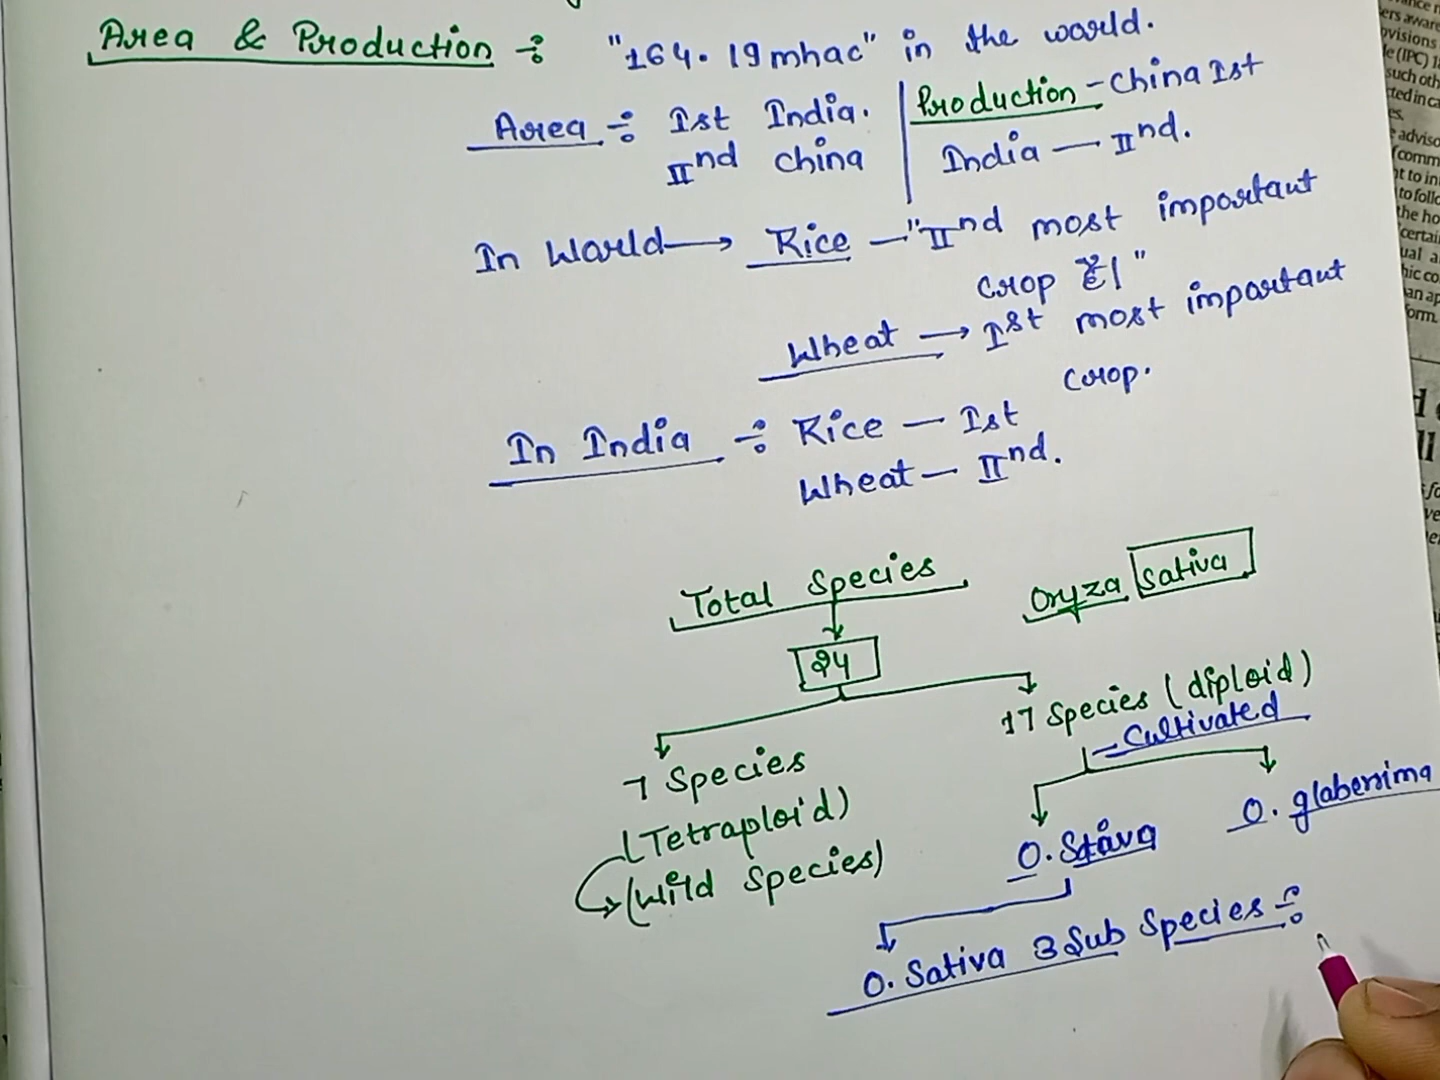 Area & Production ÷ "164.19 mhac" in the world.
Area ÷ Ist India.
IInd China
Production - China Ist
India — IInd.
In World → Rice — "IInd most important
crop है।"
Wheat → Ist most important
crop.
In India ÷ Rice — Ist
Wheat — IInd.
Total Species
Oryza Sativa
24
17 Species (diploid)
- Cultivated
7 Species
(Tetraploid)
(Wild Species)
O. Stava
O. glaberrima
O. Sativa 3 Sub Species ÷